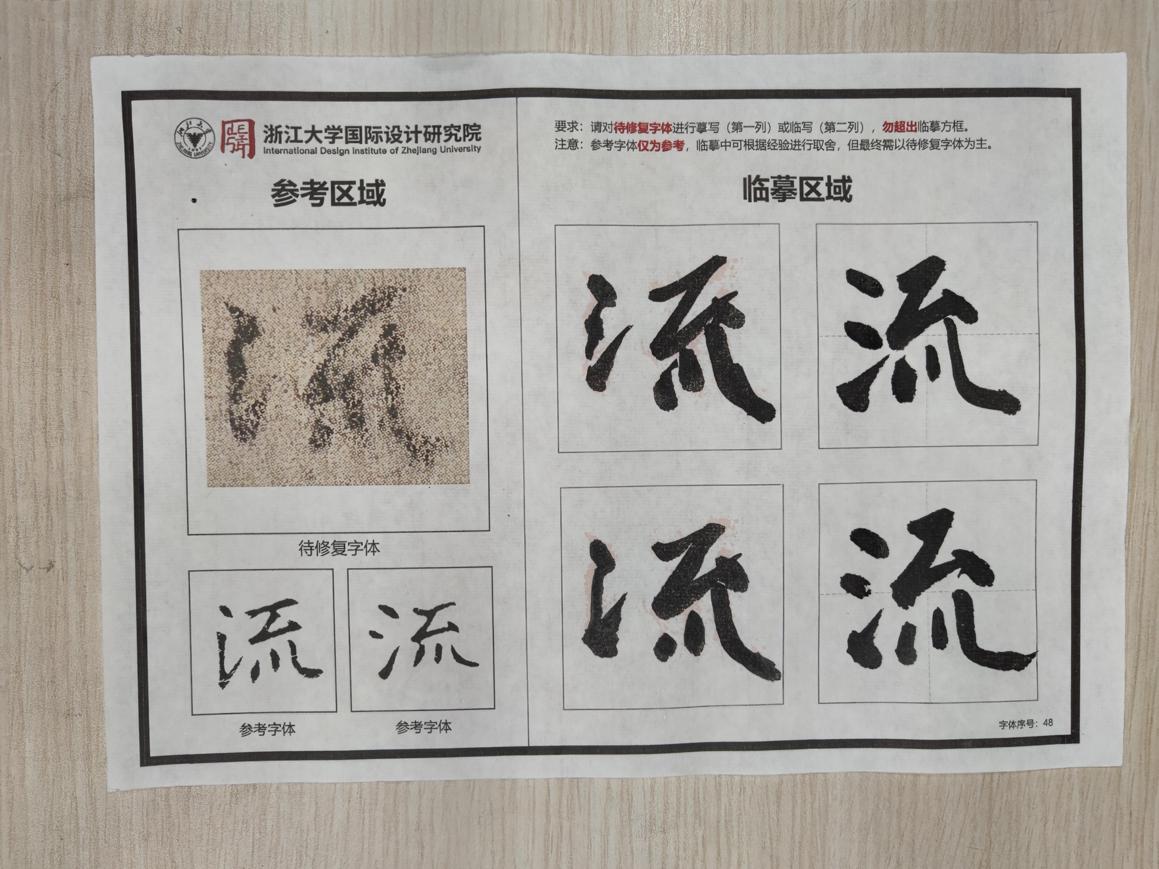 浙江大学国际设计研究院
International Design Institute of Zhejiang University
参考区域
流
待修复字体
流 流
参考字体 参考字体
要求：请对待修复字体进行摹写（第一列）或临写（第二列），勿超出临摹方框。
注意：参考字体仅为参考，临摹中可根据经验进行取舍，但最终需以待修复字体为主。
临摹区域
流 流
流 流
字体序号：48